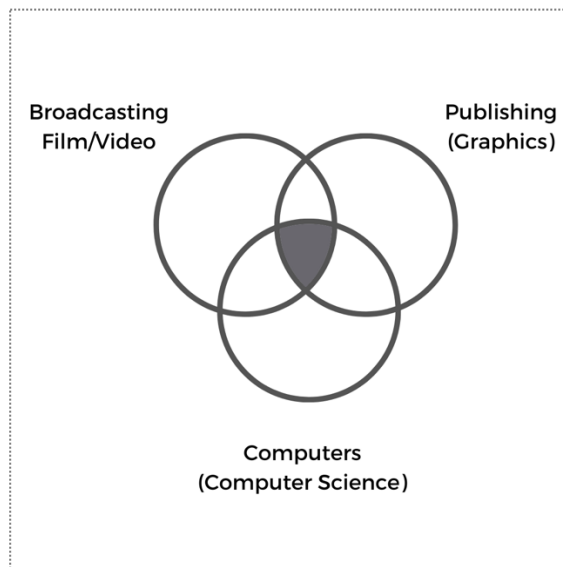 Broadcasting
Film/Video
Publishing
(Graphics)
Computers
(Computer Science)